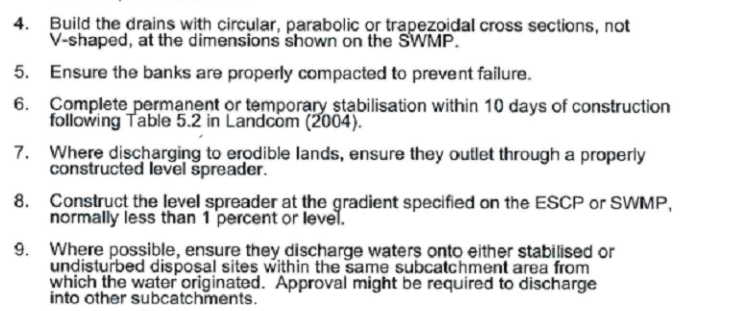 4. Build the drains with circular, parabolic or trapezoidal cross sections, not
V-shaped, at the dimensions shown on the SWMP.
5. Ensure the banks are properly compacted to prevent failure.
6. Complete permanent or temporary stabilisation within 10 days of construction
following Table 5.2 in Landcom (2004).
7. Where discharging to erodible lands, ensure they outlet through a properly
constructed level spreader.
8. Construct the level spreader at the gradient specified on the ESCP or SWMP,
normally less than 1 percent or level.
9. Where possible, ensure they discharge waters onto either stabilised or
undisturbed disposal sites within the same subcatchment area from
which the water originated. Approval might be required to discharge
into other subcatchments.